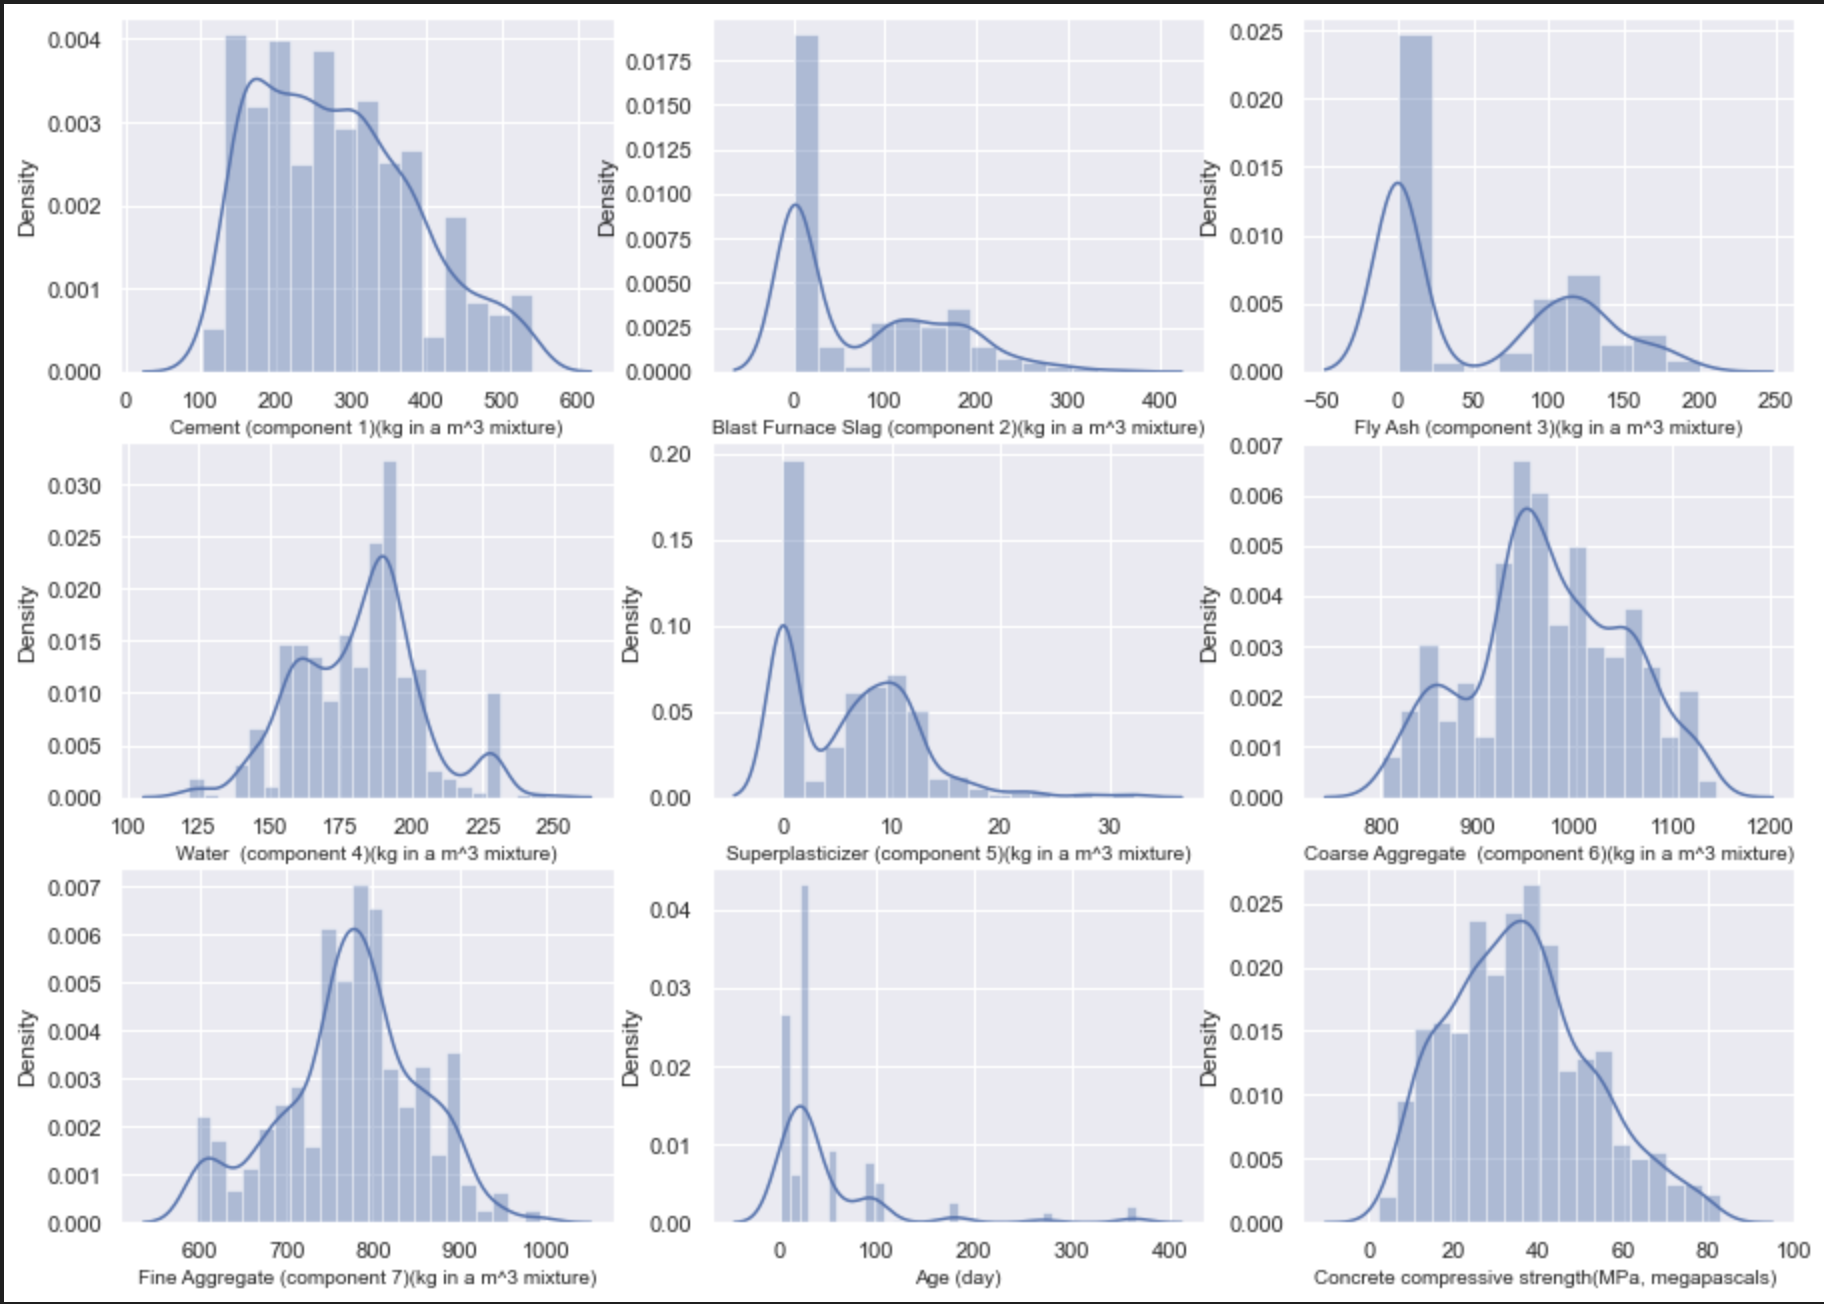 0.004
0.003
0.002
0.001
0.000
Density
0 100 200 300 400 500 600
Cement (component 1)(kg in a m^3 mixture)
0.0175
0.0150
0.0125
0.0100
0.0075
0.0050
0.0025
0.0000
Density
0 100 200 300 400
Blast Furnace Slag (component 2)(kg in a m^3 mixture)
0.025
0.020
0.015
0.010
0.005
0.000
Density
−50 0 50 100 150 200 250
Fly Ash (component 3)(kg in a m^3 mixture)
0.030
0.025
0.020
0.015
0.010
0.005
0.000
Density
100 125 150 175 200 225 250
Water  (component 4)(kg in a m^3 mixture)
0.20
0.15
0.10
0.05
0.00
Density
0 10 20 30
Superplasticizer (component 5)(kg in a m^3 mixture)
0.007
0.006
0.005
0.004
0.003
0.002
0.001
0.000
Density
800 900 1000 1100 1200
Coarse Aggregate  (component 6)(kg in a m^3 mixture)
0.007
0.006
0.005
0.004
0.003
0.002
0.001
0.000
Density
600 700 800 900 1000
Fine Aggregate (component 7)(kg in a m^3 mixture)
0.04
0.03
0.02
0.01
0.00
Density
0 100 200 300 400
Age (day)
0.025
0.020
0.015
0.010
0.005
0.000
Density
0 20 40 60 80 100
Concrete compressive strength(MPa, megapascals)